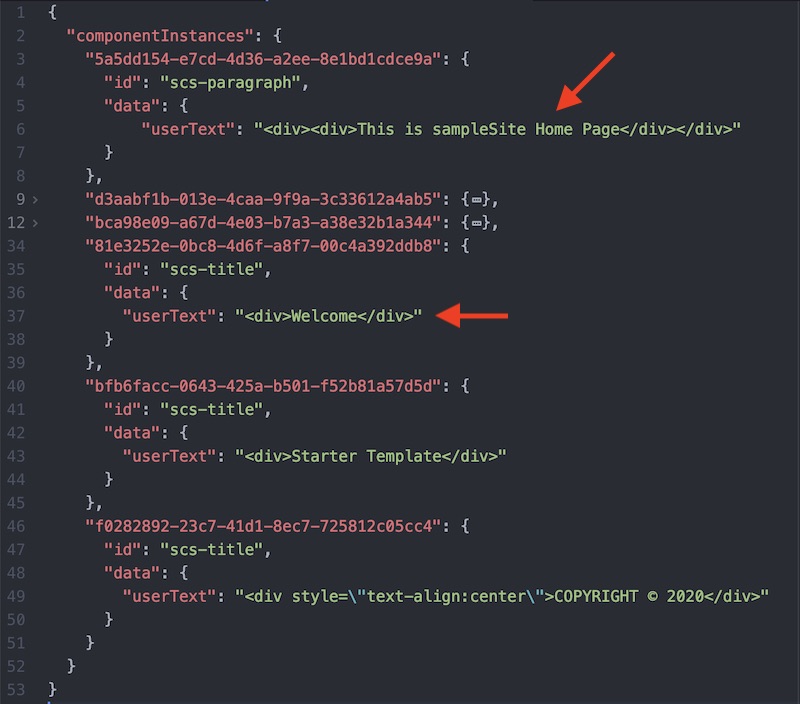 1 {
2 "componentInstances": {
3 "5a5dd154-e7cd-4d36-a2ee-8e1bd1cdce9a": {
4 "id": "scs-paragraph",
5 "data": {
6 "userText": "<div><div>This is sampleSite Home Page</div></div>"
7 }
8 },
9 › "d3aabf1b-013e-4caa-9f9a-3c33612a4ab5": {…},
12 › "bca98e09-a67d-4e03-b7a3-a38e32b1a344": {…},
34 "81e3252e-0bc8-4d6f-a8f7-00c4a392ddb8": {
35 "id": "scs-title",
36 "data": {
37 "userText": "<div>Welcome</div>"
38 }
39 },
40 "bfb6facc-0643-425a-b501-f52b81a57d5d": {
41 "id": "scs-title",
42 "data": {
43 "userText": "<div>Starter Template</div>"
44 }
45 },
46 "f0282892-23c7-41d1-8ec7-725812c05cc4": {
47 "id": "scs-title",
48 "data": {
49 "userText": "<div style=\"text-align:center\">COPYRIGHT © 2020</div>"
50 }
51 }
52 }
53 }